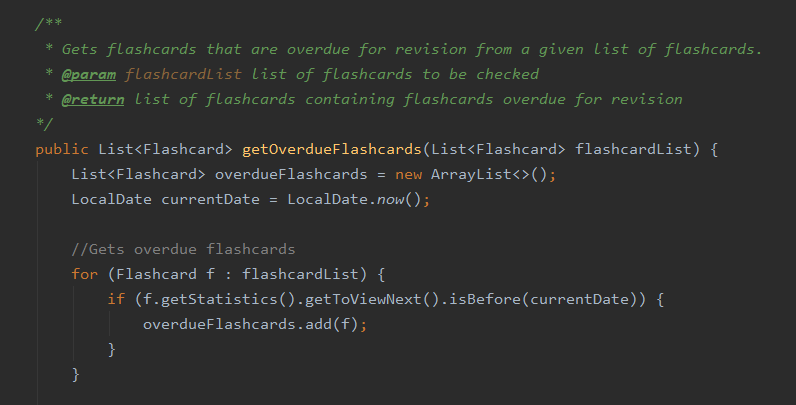 /**
 * Gets flashcards that are overdue for revision from a given list of flashcards.
 * @param flashcardList list of flashcards to be checked
 * @return list of flashcards containing flashcards overdue for revision
*/
public List<Flashcard> getOverdueFlashcards(List<Flashcard> flashcardList) {
    List<Flashcard> overdueFlashcards = new ArrayList<>();
    LocalDate currentDate = LocalDate.now();

    //Gets overdue flashcards
    for (Flashcard f : flashcardList) {
        if (f.getStatistics().getToViewNext().isBefore(currentDate)) {
            overdueFlashcards.add(f);
        }
    }